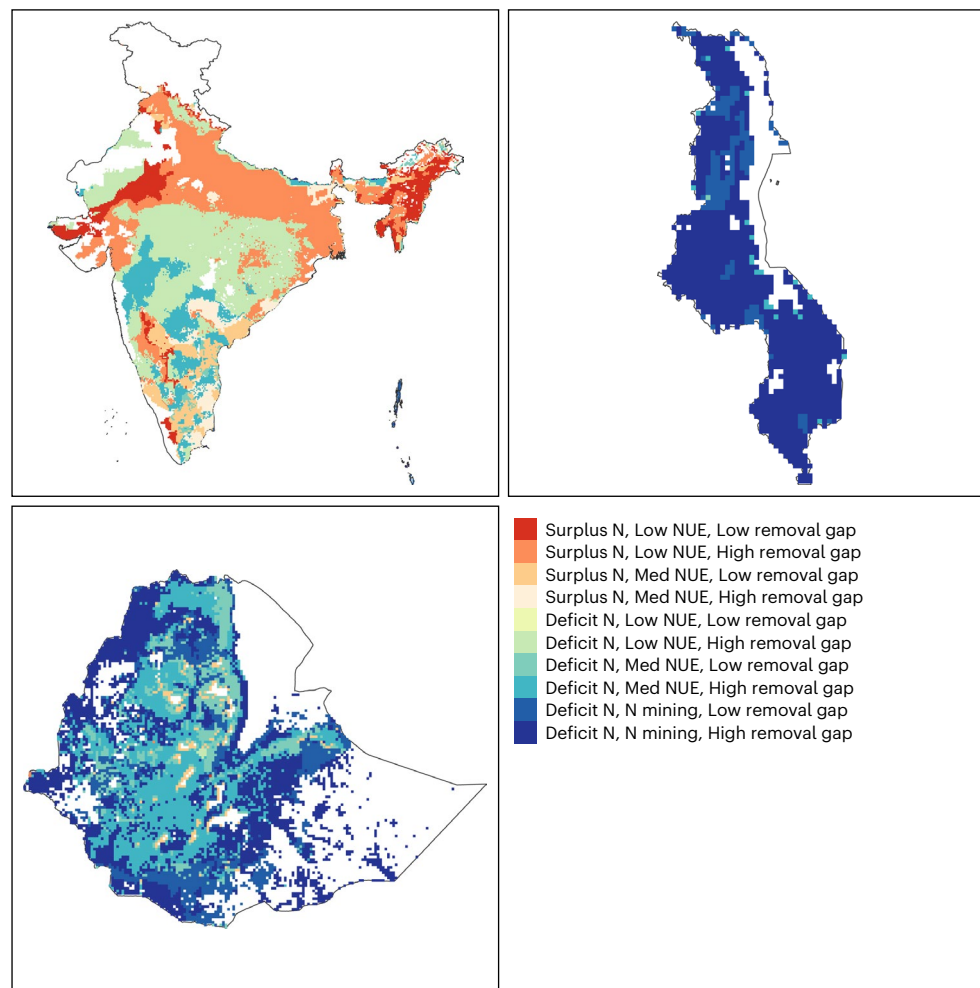 Surplus N, Low NUE, Low removal gap
Surplus N, Low NUE, High removal gap
Surplus N, Med NUE, Low removal gap
Surplus N, Med NUE, High removal gap
Deficit N, Low NUE, Low removal gap
Deficit N, Low NUE, High removal gap
Deficit N, Med NUE, Low removal gap
Deficit N, Med NUE, High removal gap
Deficit N, N mining, Low removal gap
Deficit N, N mining, High removal gap